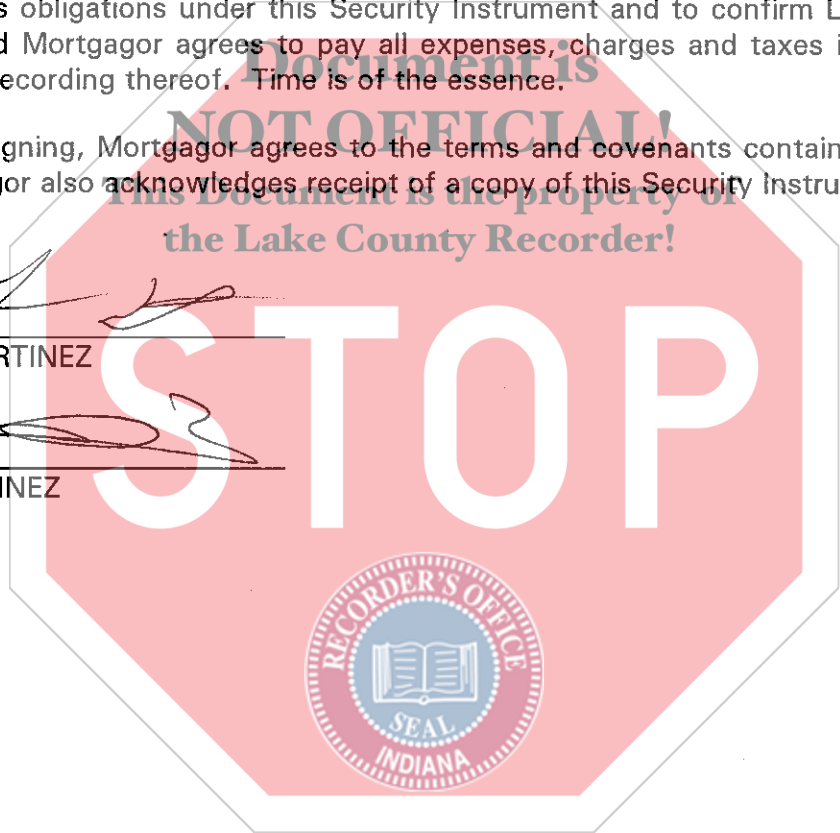 s obligations under this Security Instrument and to confirm L
d Mortgagor agrees to pay all expenses, charges and taxes i
ecording thereof. Time is of the essence.
Document is
NOT OFFICIAL!
gning, Mortgagor agrees to the terms and covenants contain
gor also acknowledges receipt of a copy of this Security Instru
This Document is the property of
the Lake County Recorder!
RTINEZ
INEZ
STOP
RECORDER'S OFFICE
SEAL
INDIANA